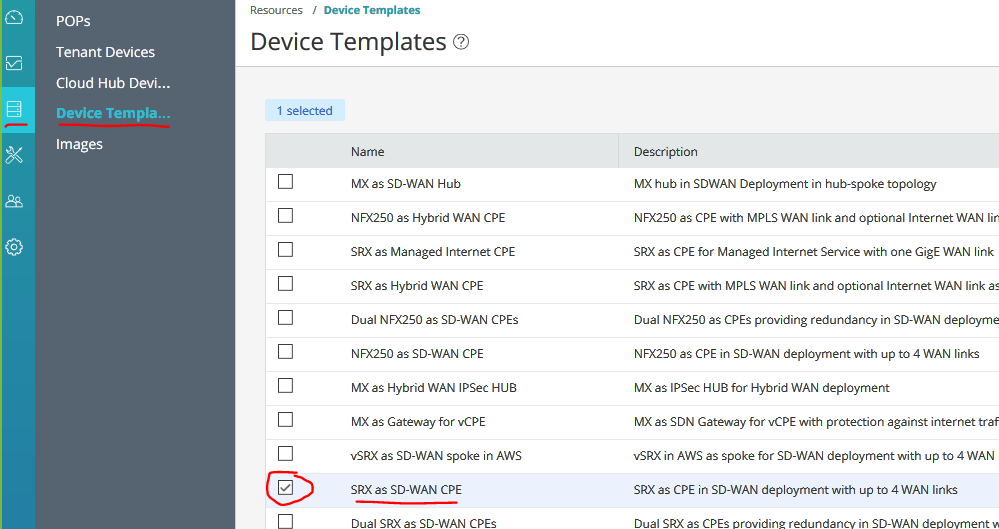 Resources / Device Templates
Device Templates ?
POPs
Tenant Devices
Cloud Hub Devi...
Device Templa...
Images
1 selected
Name Description
MX as SD-WAN Hub MX hub in SDWAN Deployment in hub-spoke topology
NFX250 as Hybrid WAN CPE NFX250 as CPE with MPLS WAN link and optional Internet WAN lin
SRX as Managed Internet CPE SRX as CPE for Managed Internet Service with one GigE WAN link
SRX as Hybrid WAN CPE SRX as CPE with MPLS WAN link and optional Internet WAN link as
Dual NFX250 as SD-WAN CPEs Dual NFX250 as CPEs providing redundancy in SD-WAN deployme
NFX250 as SD-WAN CPE NFX250 as CPE in SD-WAN deployment with up to 4 WAN links
MX as Hybrid WAN IPSec HUB MX as IPSec HUB for Hybrid WAN deployment
MX as Gateway for vCPE MX as SDN Gateway for vCPE with protection against internet traf
vSRX as SD-WAN spoke in AWS vSRX in AWS as spoke for SD-WAN deployment with up to 4 WAN
SRX as SD-WAN CPE SRX as CPE in SD-WAN deployment with up to 4 WAN links
Dual SRX as SD-WAN CPEs Dual SRX as CPEs providing redundancy in SD-WAN deployment w